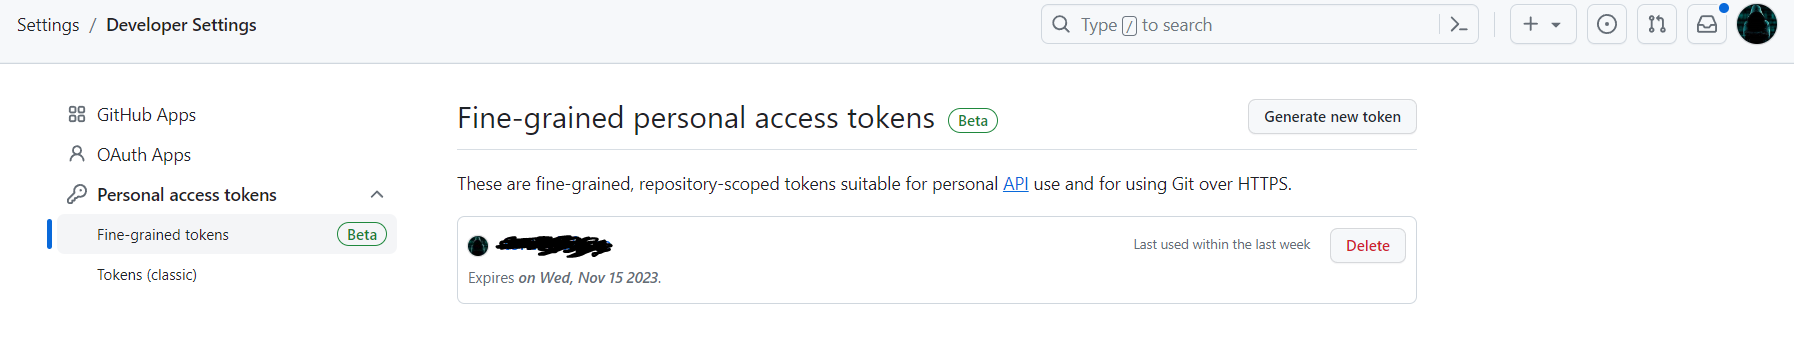 Settings / Developer Settings
Type / to search
GitHub Apps
OAuth Apps
Personal access tokens
Fine-grained tokens Beta
Tokens (classic)
Fine-grained personal access tokens Beta
Generate new token
These are fine-grained, repository-scoped tokens suitable for personal API use and for using Git over HTTPS.
Last used within the last week
Delete
Expires on Wed, Nov 15 2023.